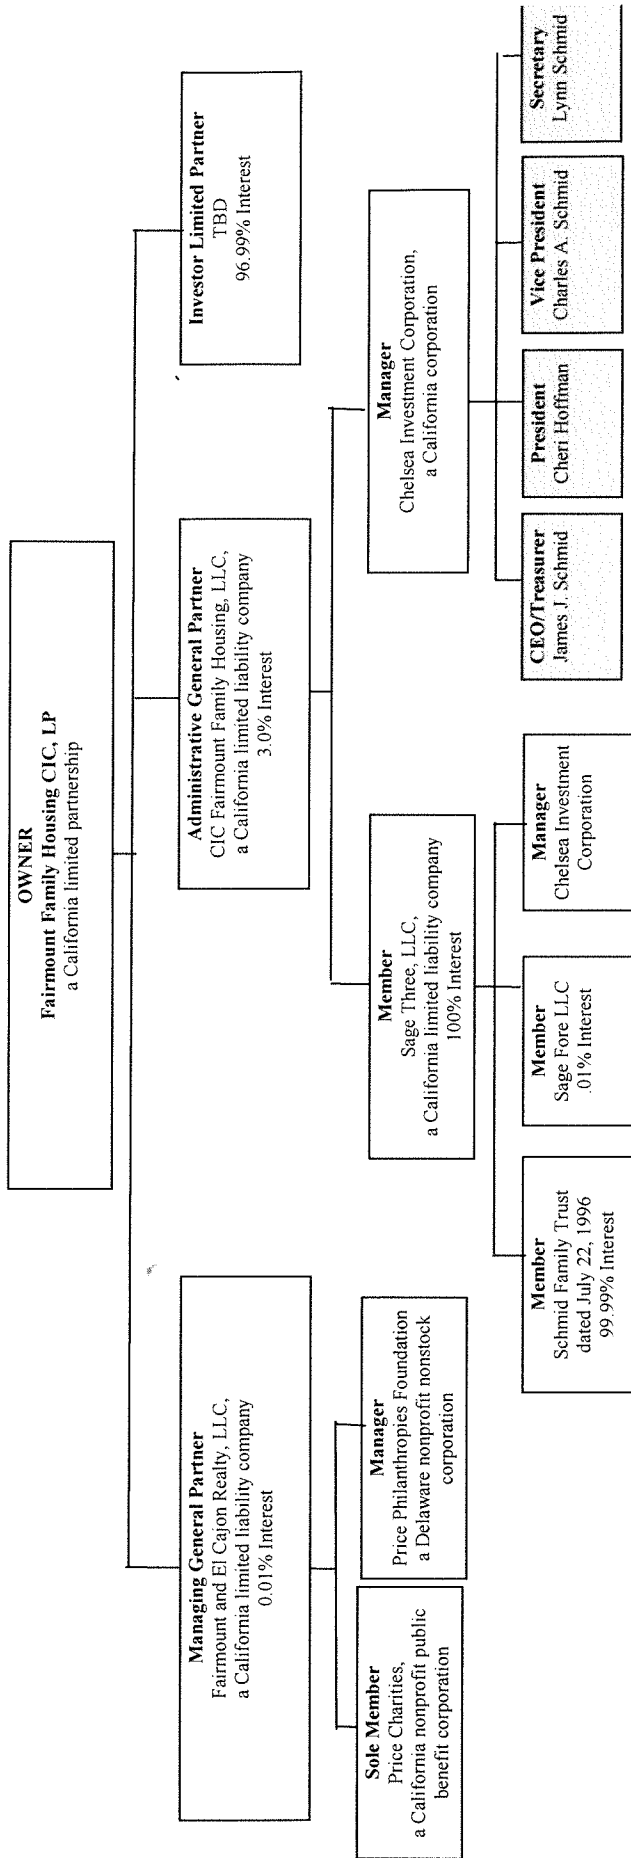 OWNER
Fairmount Family Housing CIC, LP
a California limited partnership
Managing General Partner
Fairmount and El Cajon Realty, LLC,
a California limited liability company
0.01% Interest
Administrative General Partner
CIC Fairmount Family Housing, LLC,
a California limited liability company
3.0% Interest
Investor Limited Partner
TBD
96.99% Interest
Sole Member
Price Charities,
a California nonprofit public
benefit corporation
Manager
Price Philanthropies Foundation
a Delaware nonprofit nonstock
corporation
Member
Sage Three, LLC,
a California limited liability company
100% Interest
Manager
Chelsea Investment Corporation,
a California corporation
Member
Schmid Family Trust
dated July 22, 1996
99.99% Interest
Member
Sage Fore LLC
.01% Interest
Manager
Chelsea Investment
Corporation
CEO/Treasurer
James J. Schmid
President
Cheri Hoffman
Vice President
Charles A. Schmid
Secretary
Lynn Schmid